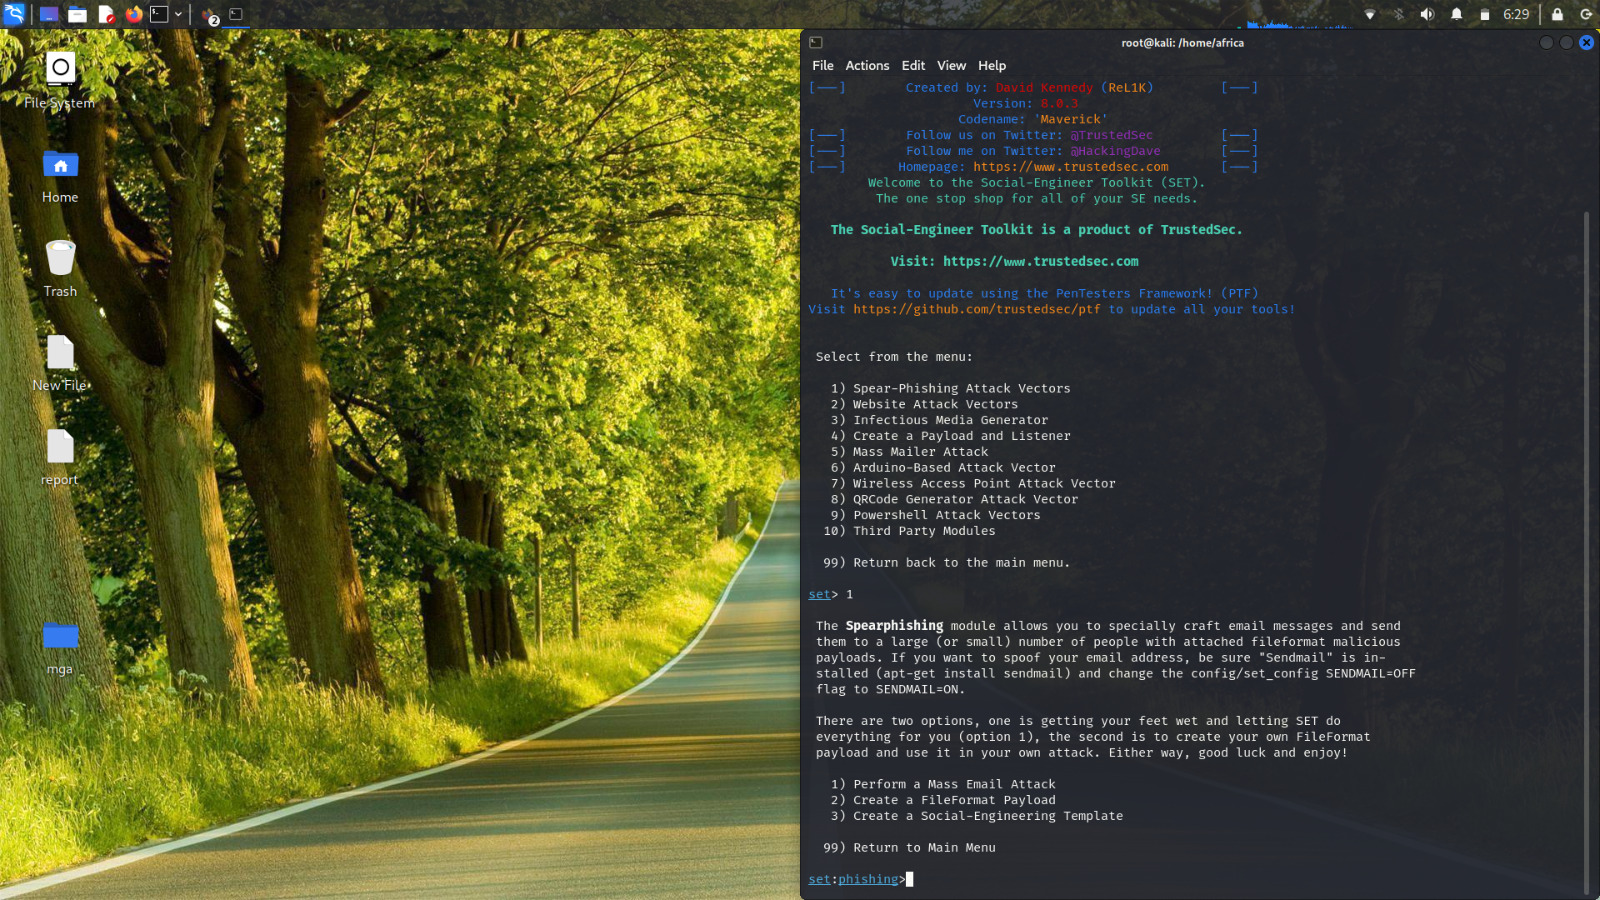 2
6:29
File System
Home
Trash
New File
report
mga
root@kali: /home/africa
File Actions Edit View Help
[---] Created by: David Kennedy (ReL1K) [---]
Version: 8.0.3
Codename: 'Maverick'
[---] Follow us on Twitter: @TrustedSec [---]
[---] Follow me on Twitter: @HackingDave [---]
[---] Homepage: https://www.trustedsec.com [---]
Welcome to the Social-Engineer Toolkit (SET).
The one stop shop for all of your SE needs.
The Social-Engineer Toolkit is a product of TrustedSec.
Visit: https://www.trustedsec.com
It's easy to update using the PenTesters Framework! (PTF)
Visit https://github.com/trustedsec/ptf to update all your tools!
Select from the menu:
1) Spear-Phishing Attack Vectors
2) Website Attack Vectors
3) Infectious Media Generator
4) Create a Payload and Listener
5) Mass Mailer Attack
6) Arduino-Based Attack Vector
7) Wireless Access Point Attack Vector
8) QRCode Generator Attack Vector
9) Powershell Attack Vectors
10) Third Party Modules
99) Return back to the main menu.
set> 1
The Spearphishing module allows you to specially craft email messages and send
them to a large (or small) number of people with attached fileformat malicious
payloads. If you want to spoof your email address, be sure "Sendmail" is in-
stalled (apt-get install sendmail) and change the config/set_config SENDMAIL=OFF
flag to SENDMAIL=ON.
There are two options, one is getting your feet wet and letting SET do
everything for you (option 1), the second is to create your own FileFormat
payload and use it in your own attack. Either way, good luck and enjoy!
1) Perform a Mass Email Attack
2) Create a FileFormat Payload
3) Create a Social-Engineering Template
99) Return to Main Menu
set:phishing>